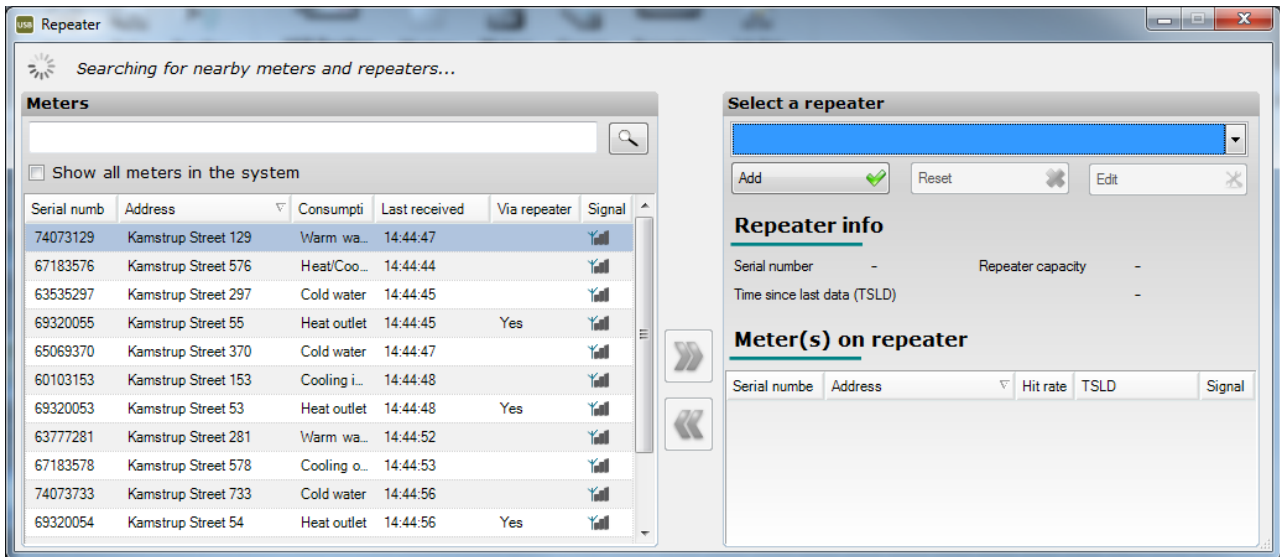 USB Repeater
Searching for nearby meters and repeaters...
Meters
Show all meters in the system
Serial numb Address Consumpti Last received Via repeater Signal
74073129 Kamstrup Street 129 Warm wa... 14:44:47
67183576 Kamstrup Street 576 Heat/Coo... 14:44:44
63535297 Kamstrup Street 297 Cold water 14:44:45
69320055 Kamstrup Street 55 Heat outlet 14:44:45 Yes
65069370 Kamstrup Street 370 Cold water 14:44:47
60103153 Kamstrup Street 153 Cooling i... 14:44:48
69320053 Kamstrup Street 53 Heat outlet 14:44:48 Yes
63777281 Kamstrup Street 281 Warm wa... 14:44:52
67183578 Kamstrup Street 578 Cooling o... 14:44:53
74073733 Kamstrup Street 733 Cold water 14:44:56
69320054 Kamstrup Street 54 Heat outlet 14:44:56 Yes
Select a repeater
Add Reset Edit
Repeater info
Serial number - Repeater capacity -
Time since last data (TSLD) -
Meter(s) on repeater
Serial numbe Address Hit rate TSLD Signal